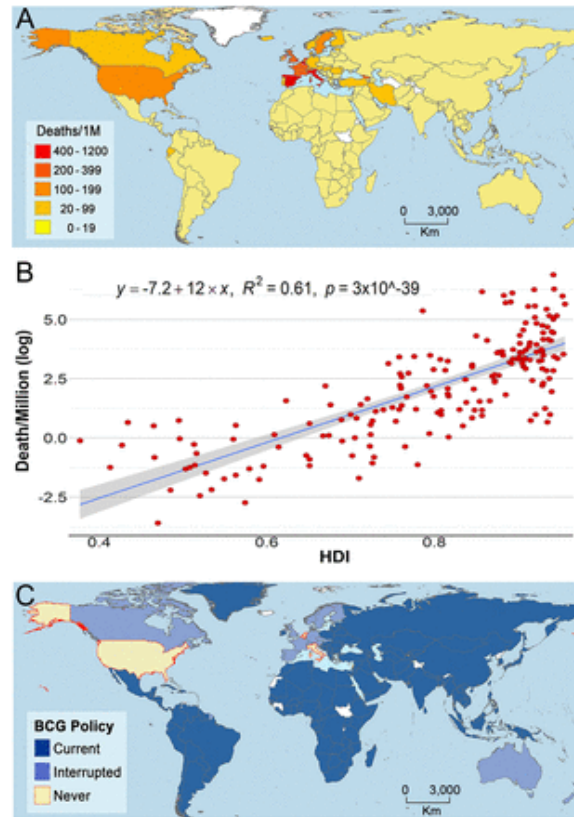 A
Deaths/1M
400 - 1200
200 - 399
100 - 199
20 - 99
0 - 19
0 3,000
Km
B
y = -7.2 + 12 × x, R² = 0.61, p = 3x10^-39
Death/Million (log)
5.0
2.5
0.0
-2.5
0.4 0.6 0.8
HDI
C
BCG Policy
Current
Interrupted
Never
0 3,000
Km